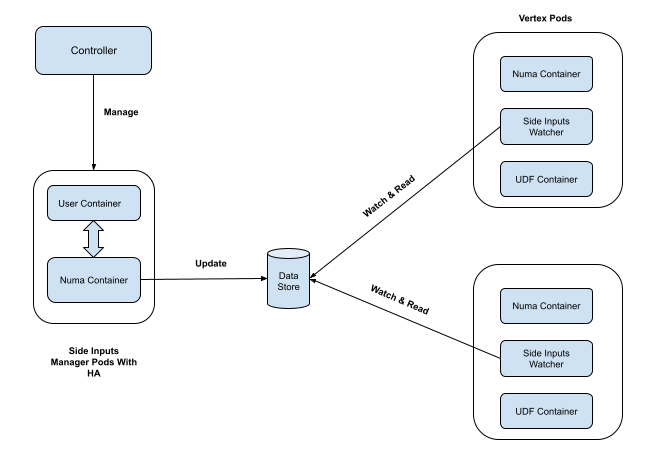 Vertex Pods
Controller
Manage
User Container
Numa Container
Side Inputs
Manager Pods With
HA
Update
Data
Store
Watch & Read
Watch & Read
Numa Container
Side Inputs
Watcher
UDF Container
Numa Container
Side Inputs
Watcher
UDF Container